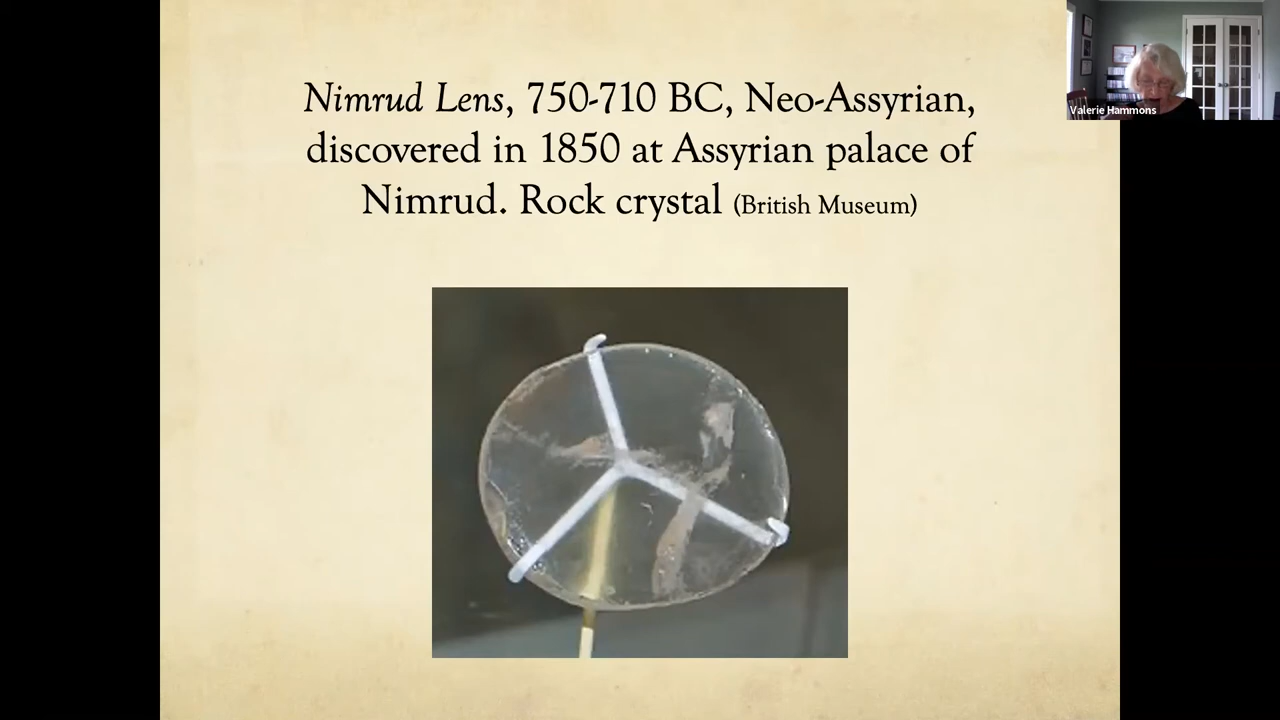 Nimrud Lens, 750-710 BC, Neo-Assyrian,
discovered in 1850 at Assyrian palace of
Nimrud. Rock crystal (British Museum)
Valerie Hammons